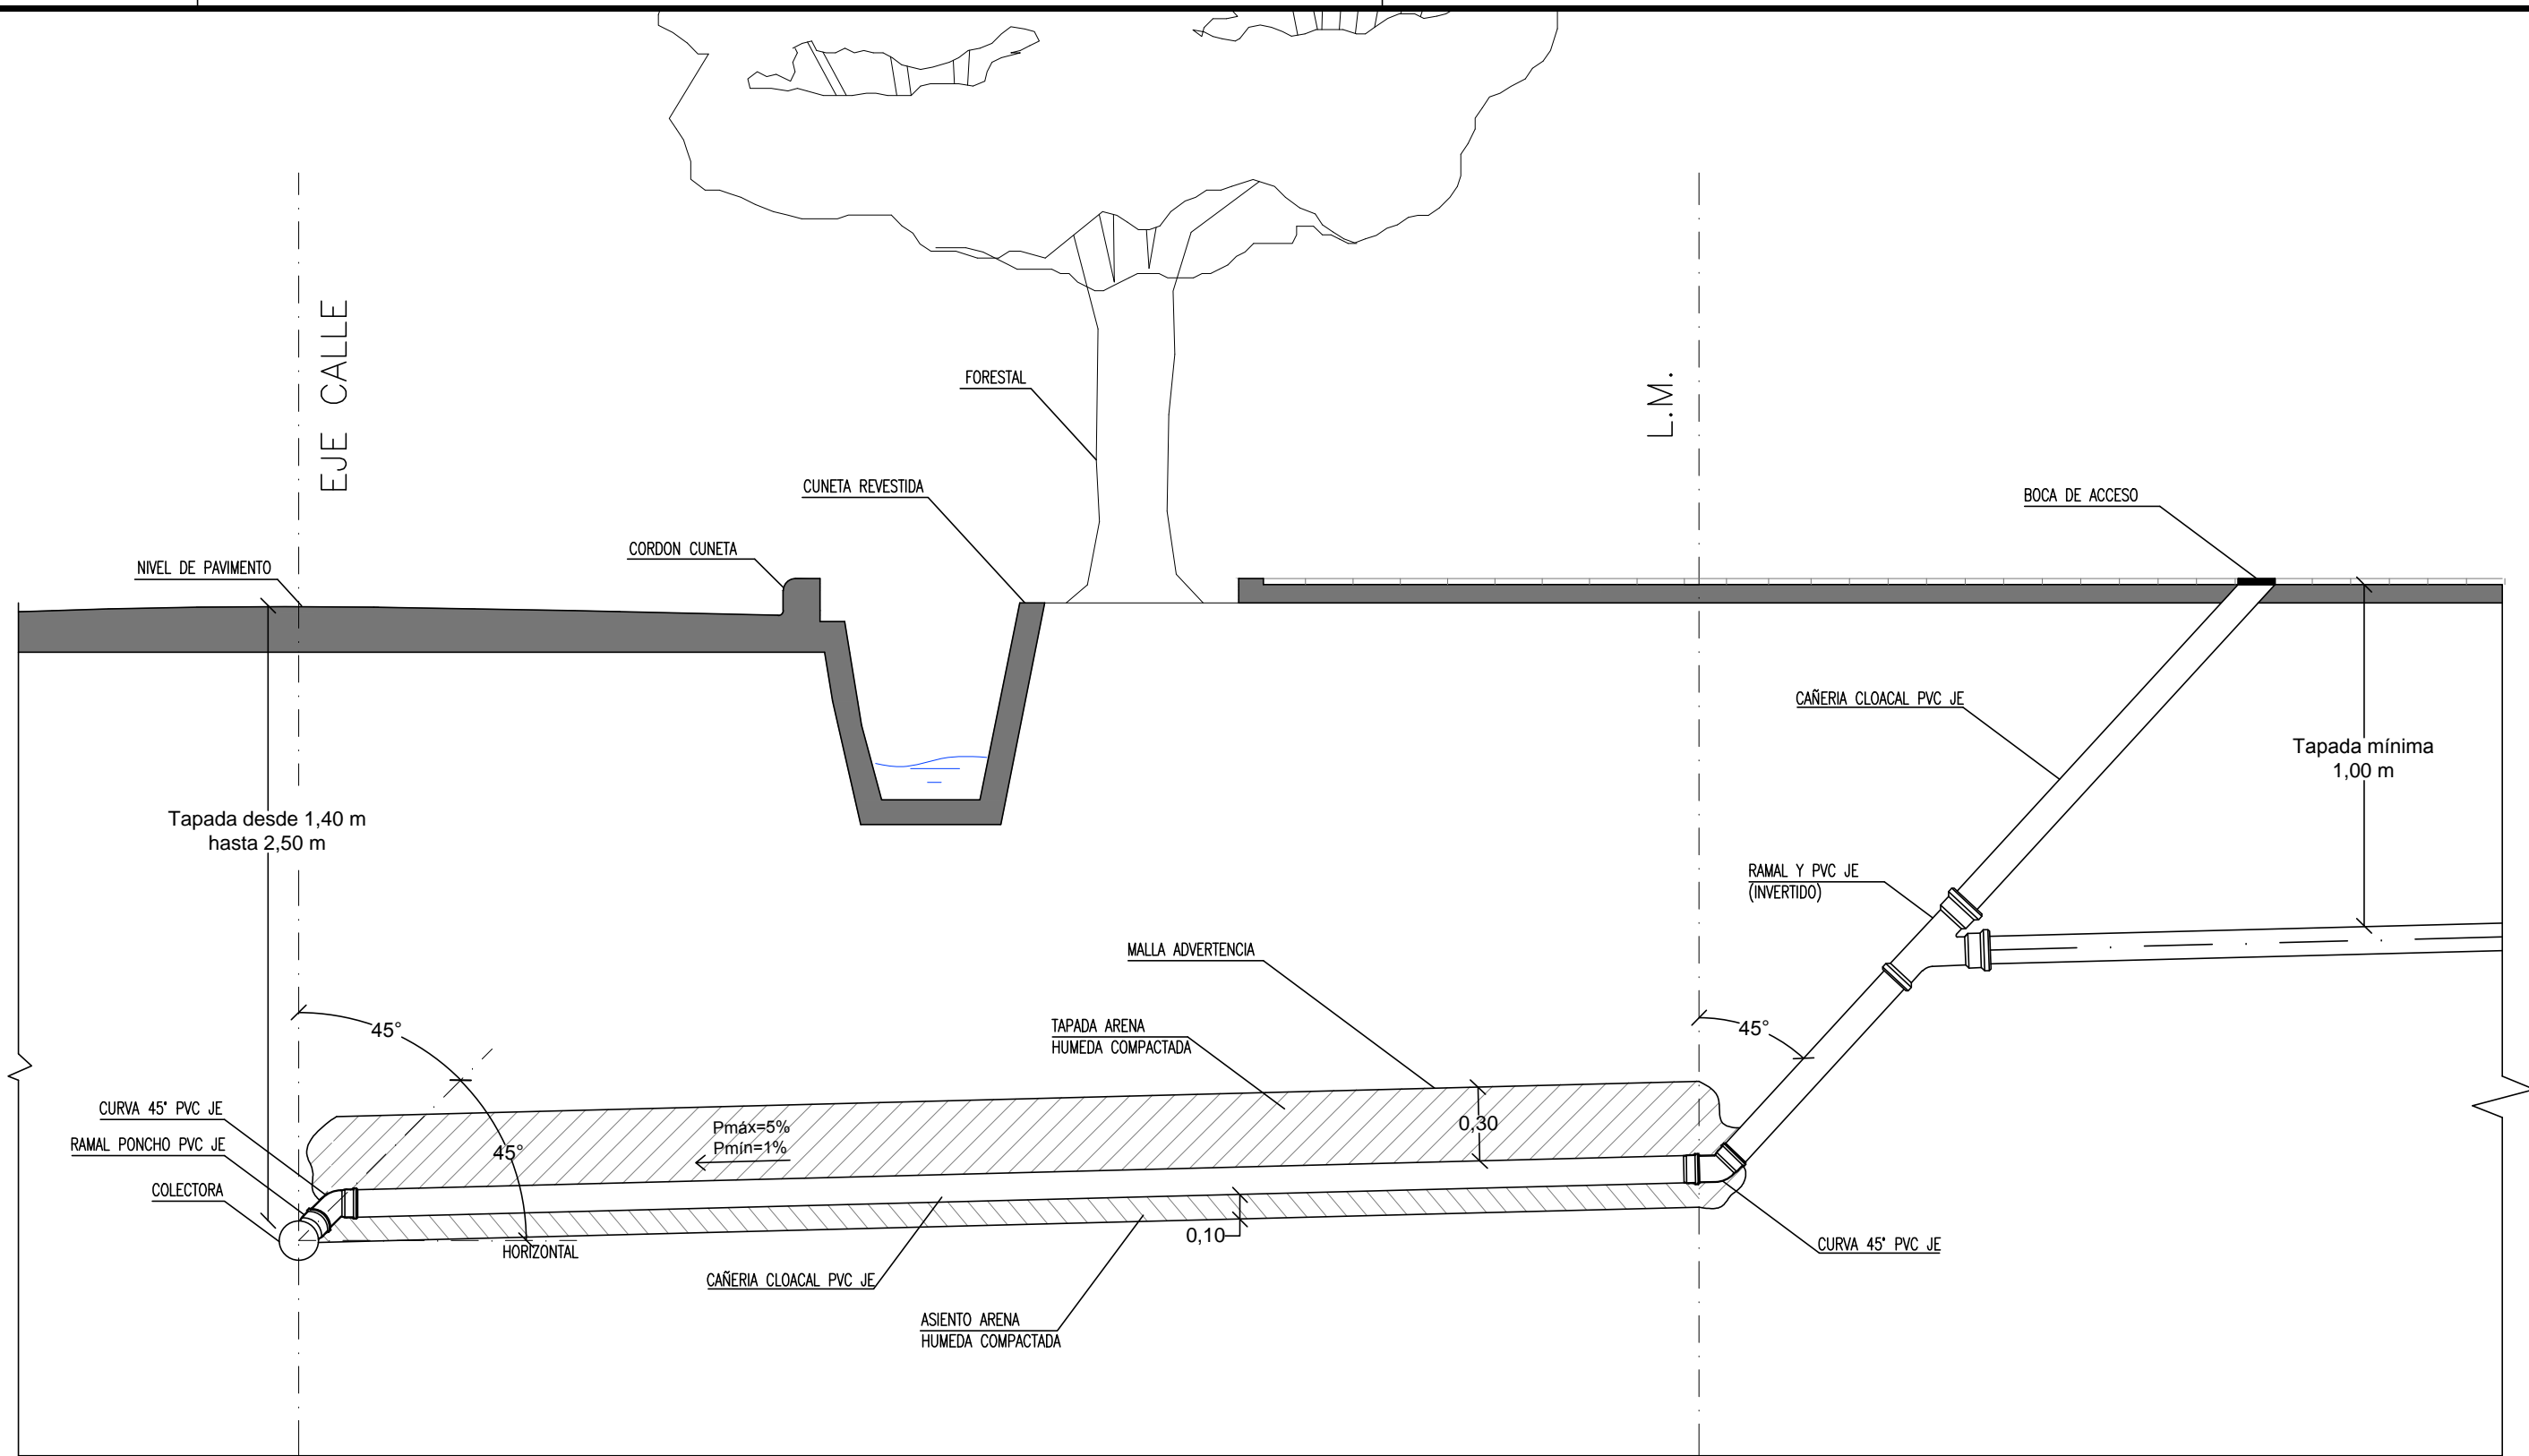 EJE CALLE
L.M.
FORESTAL
CUNETA REVESTIDA
BOCA DE ACCESO
CORDON CUNETA
NIVEL DE PAVIMENTO
CAÑERIA CLOACAL PVC JE
Tapada mínima
1,00 m
Tapada desde 1,40 m
hasta 2,50 m
RAMAL Y PVC JE
(INVERTIDO)
MALLA ADVERTENCIA
TAPADA ARENA
HUMEDA COMPACTADA
45°
45°
CURVA 45° PVC JE
Pmáx=5%
Pmín=1%
0,30
RAMAL PONCHO PVC JE
45°
COLECTORA
0,10
HORIZONTAL
CURVA 45° PVC JE
CAÑERIA CLOACAL PVC JE
ASIENTO ARENA
HUMEDA COMPACTADA